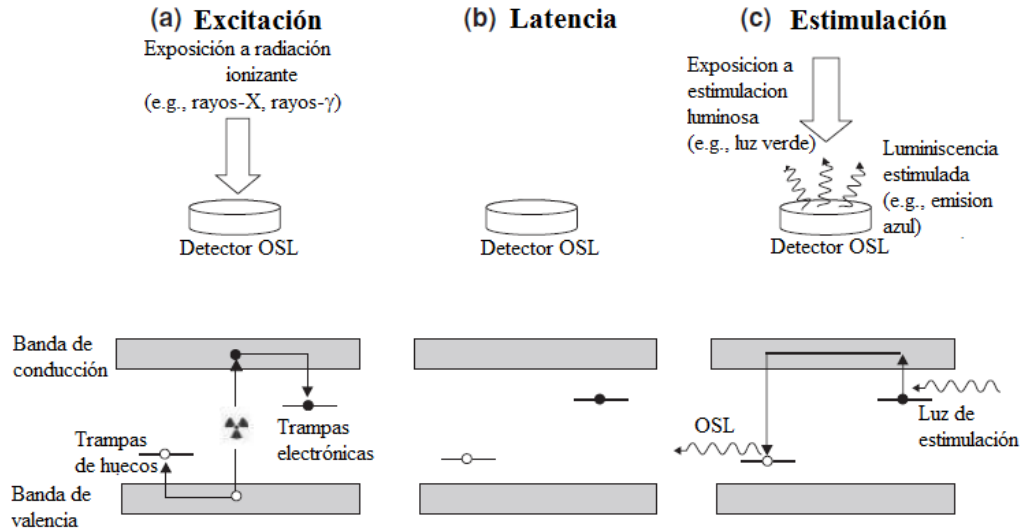 (a) Excitación
Exposición a radiación
ionizante
(e.g., rayos-X, rayos-γ)
Detector OSL
(b) Latencia
Detector OSL
(c) Estimulación
Exposicion a
estimulacion
luminosa
(e.g., luz verde)
Luminiscencia
estimulada
(e.g., emision
azul)
Detector OSL
Banda de
conducción
Trampas
electrónicas
Trampas
de huecos
Banda de
valencia
OSL
Luz de
estimulación